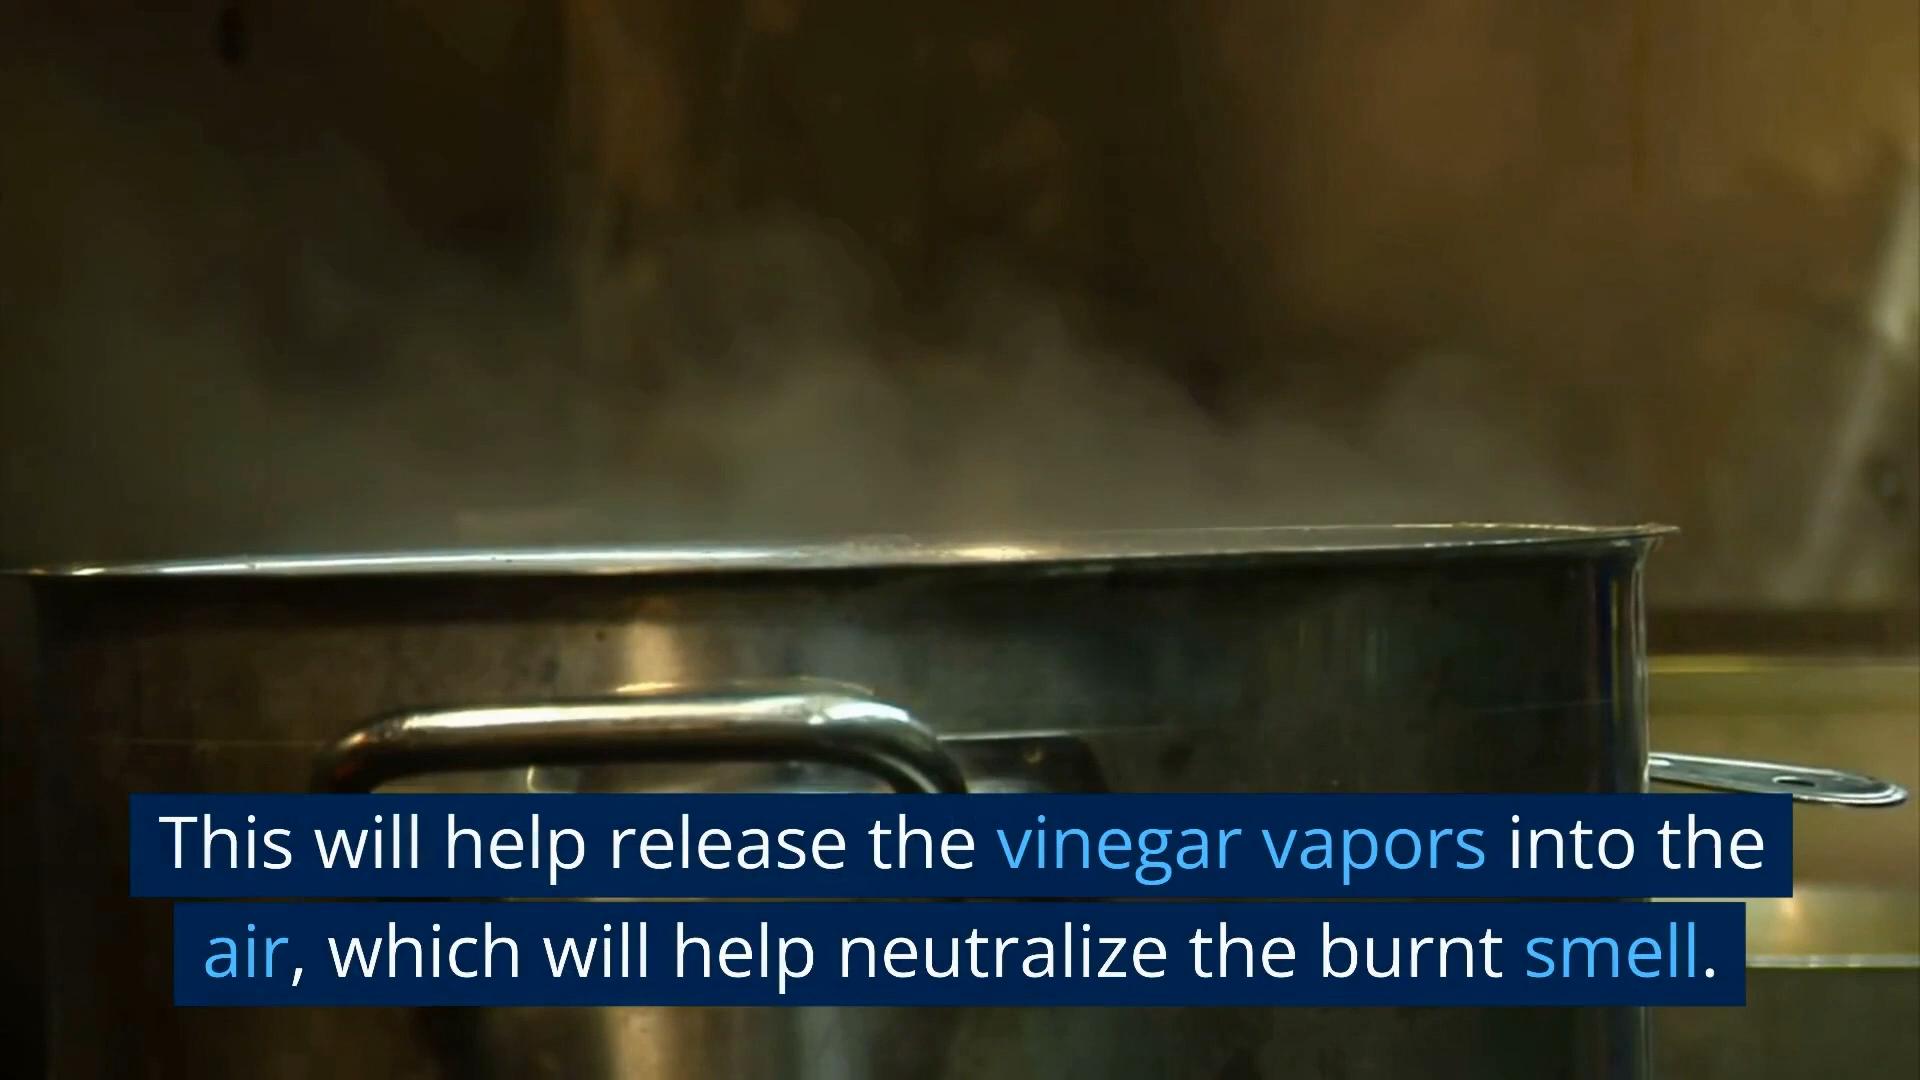 This will help release the vinegar vapors into the
air, which will help neutralize the burnt smell.